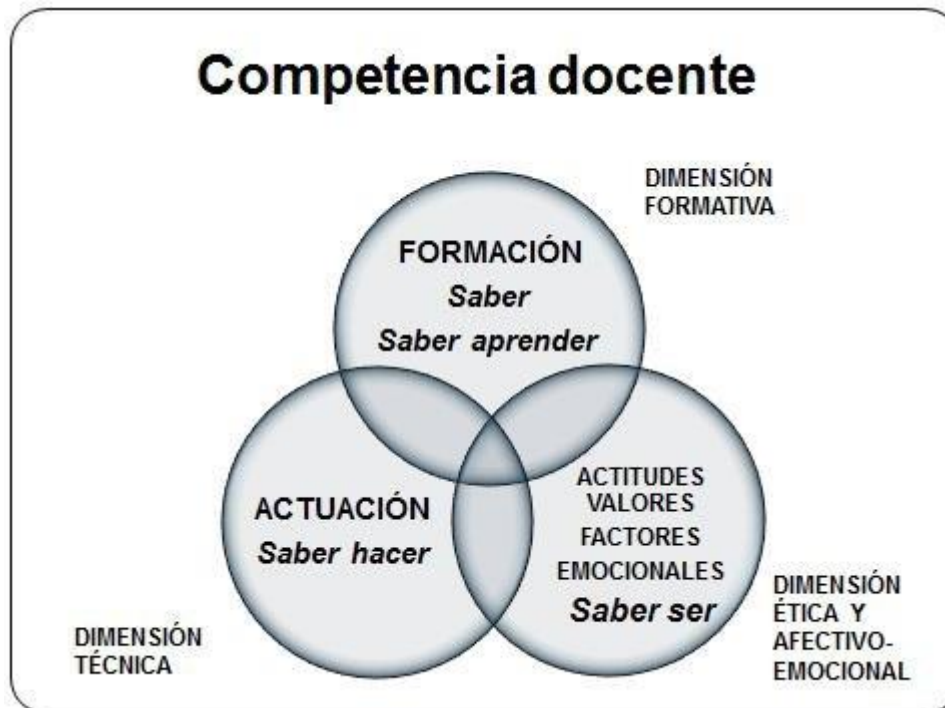 Competencia docente
DIMENSIÓN
FORMATIVA
FORMACIÓN
Saber
Saber aprender
ACTUACIÓN
Saber hacer
ACTITUDES
VALORES
FACTORES
EMOCIONALES
Saber ser
DIMENSIÓN
TÉCNICA
DIMENSIÓN
ÉTICA Y
AFECTIVO-
EMOCIONAL